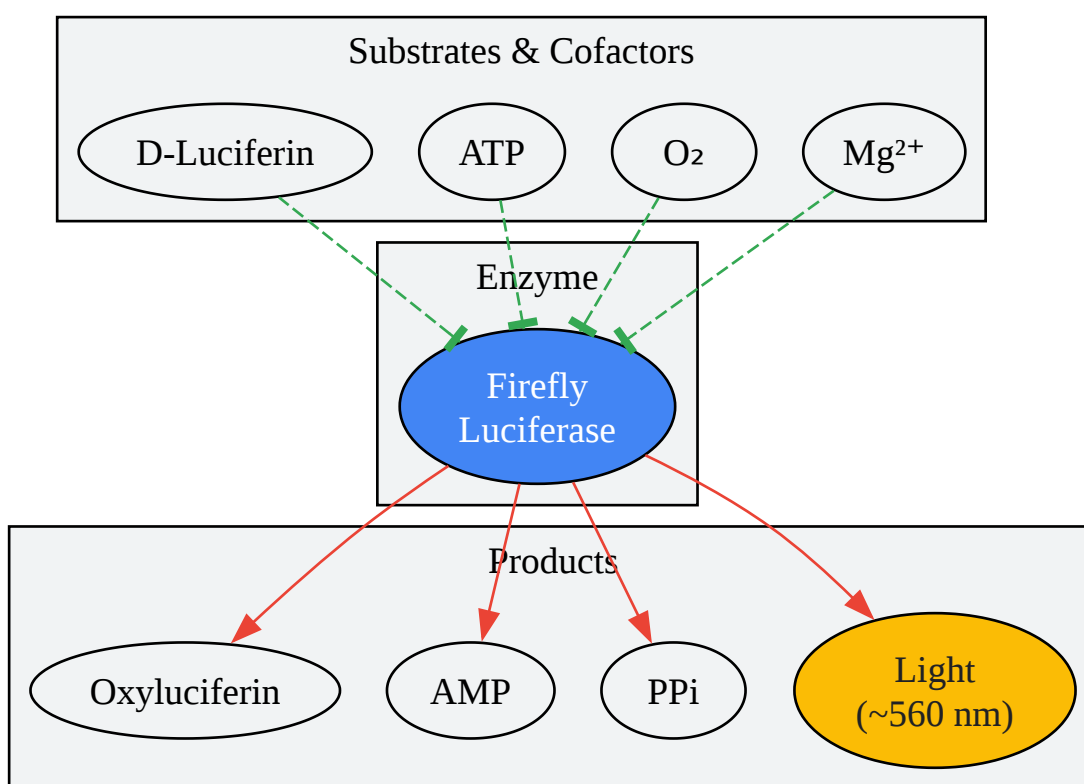 Substrates & Cofactors
D-Luciferin
ATP
O₂
Mg²⁺
Enzyme
Firefly
Luciferase
Products
Oxyluciferin
AMP
PPi
Light
(~560 nm)